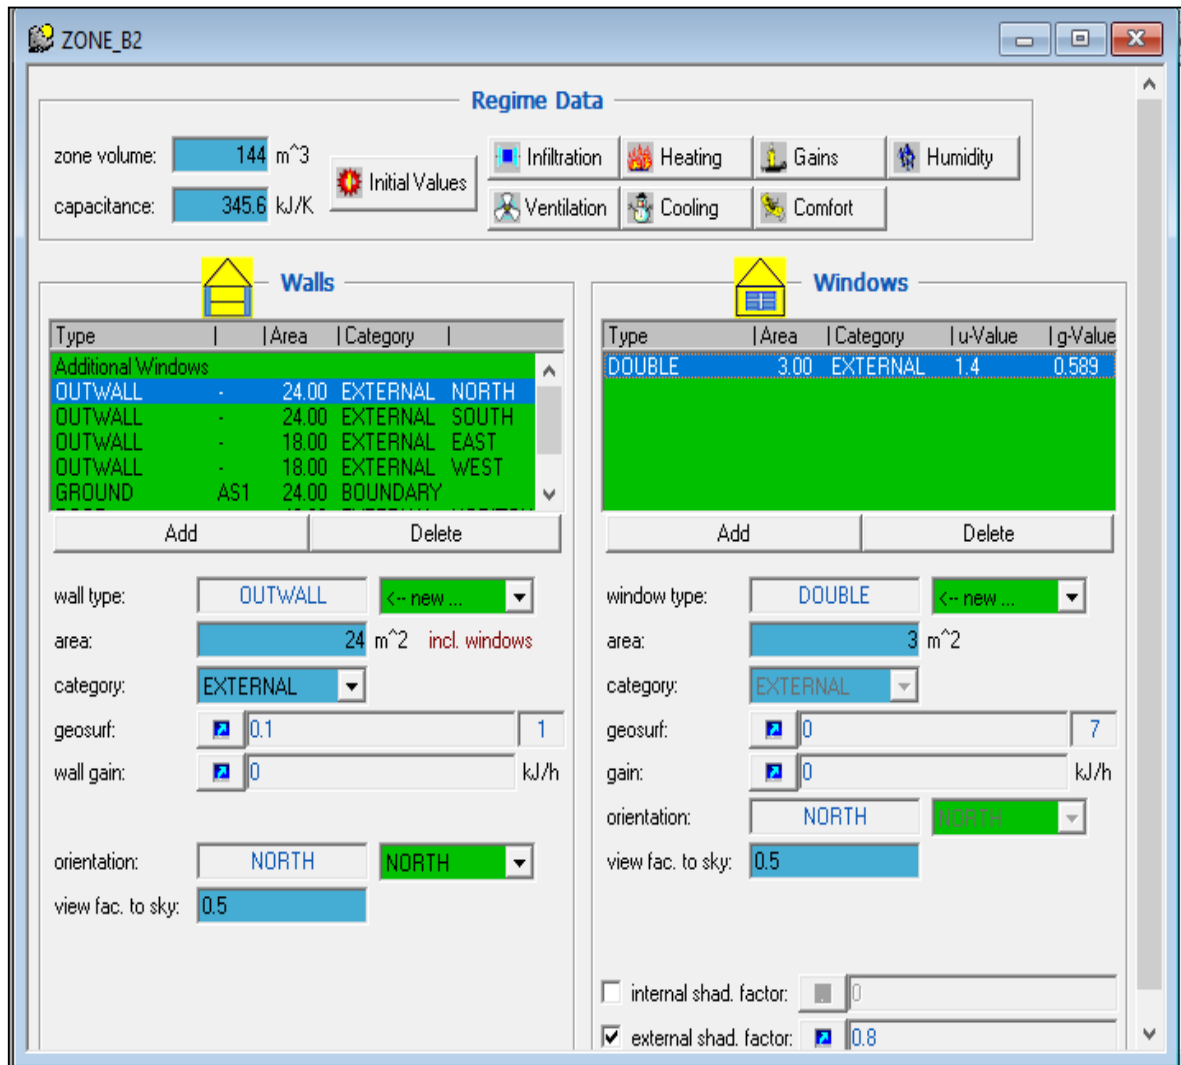 ZONE_B2
Regime Data
zone volume: 144 m^3
Initial Values
Infiltration Heating Gains Humidity
capacitance: 345.6 kJ/K
Ventilation Cooling Comfort
Walls
Type | |Area |Category |
Additional Windows
OUTWALL - 24.00 EXTERNAL NORTH
OUTWALL - 24.00 EXTERNAL SOUTH
OUTWALL - 18.00 EXTERNAL EAST
OUTWALL - 18.00 EXTERNAL WEST
GROUND AS1 24.00 BOUNDARY
Add Delete
wall type: OUTWALL <-- new ...
area: 24 m^2 incl. windows
category: EXTERNAL
geosurf: 0.1 1
wall gain: 0 kJ/h
orientation: NORTH NORTH
view fac. to sky: 0.5
Windows
Type |Area |Category |u-Value |g-Value
DOUBLE 3.00 EXTERNAL 1.4 0.589
Add Delete
window type: DOUBLE <-- new ...
area: 3 m^2
category: EXTERNAL
geosurf: 0 7
gain: 0 kJ/h
orientation: NORTH NORTH
view fac. to sky: 0.5
internal shad. factor: 0
external shad. factor: 0.8